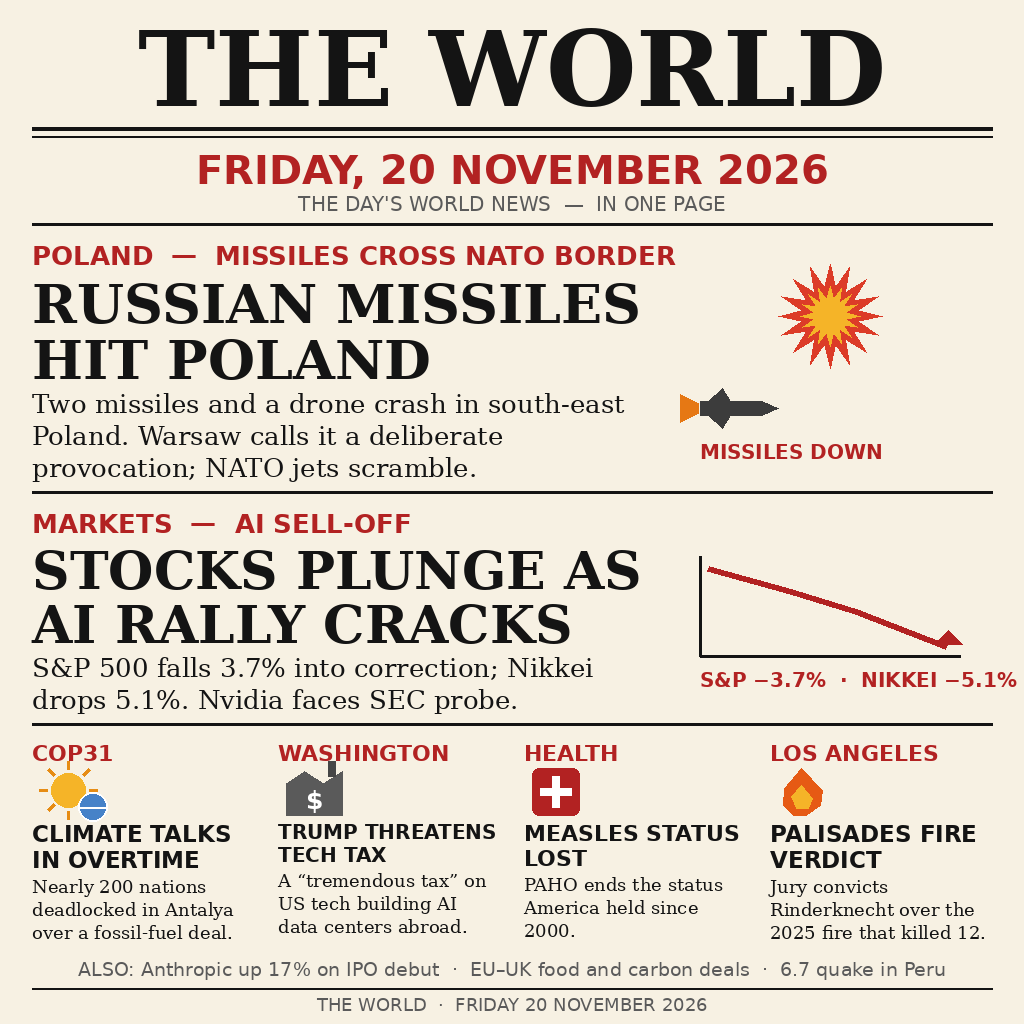 THE WORLD
FRIDAY, 20 NOVEMBER 2026
THE DAY'S WORLD NEWS — IN ONE PAGE
POLAND — MISSILES CROSS NATO BORDER
RUSSIAN MISSILES
HIT POLAND
Two missiles and a drone crash in south-east
Poland. Warsaw calls it a deliberate
provocation; NATO jets scramble.
MISSILES DOWN
MARKETS — AI SELL-OFF
STOCKS PLUNGE AS
AI RALLY CRACKS
S&P 500 falls 3.7% into correction; Nikkei
drops 5.1%. Nvidia faces SEC probe.
S&P −3.7% · NIKKEI −5.1%
COP31
CLIMATE TALKS
IN OVERTIME
Nearly 200 nations
deadlocked in Antalya
over a fossil-fuel deal.
WASHINGTON
$
TRUMP THREATENS
TECH TAX
A “tremendous tax” on
US tech building AI
data centers abroad.
HEALTH
MEASLES STATUS
LOST
PAHO ends the status
America held since
2000.
LOS ANGELES
PALISADES FIRE
VERDICT
Jury convicts
Rinderknecht over the
2025 fire that killed 12.
ALSO: Anthropic up 17% on IPO debut · EU–UK food and carbon deals · 6.7 quake in Peru
THE WORLD · FRIDAY 20 NOVEMBER 2026